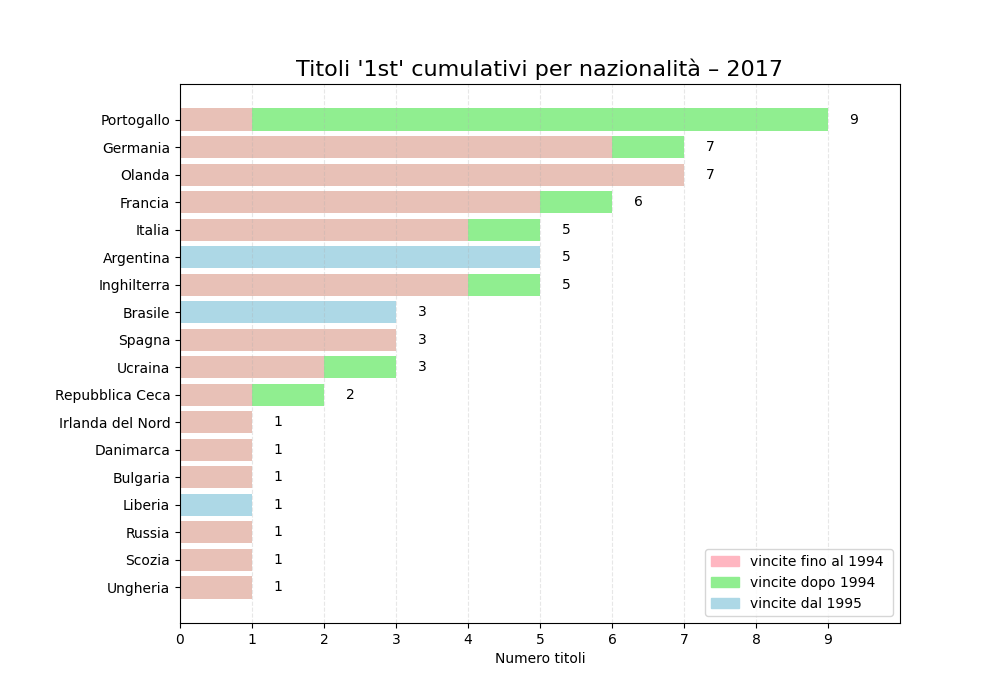 Titoli '1st' cumulativi per nazionalità – 2017
Portogallo 9
Germania 7
Olanda 7
Francia 6
Italia 5
Argentina 5
Inghilterra 5
Brasile 3
Spagna 3
Ucraina 3
Repubblica Ceca 2
Irlanda del Nord 1
Danimarca 1
Bulgaria 1
Liberia 1
Russia 1
Scozia 1
Ungheria 1
vincite fino al 1994
vincite dopo 1994
vincite dal 1995
0 1 2 3 4 5 6 7 8 9
Numero titoli